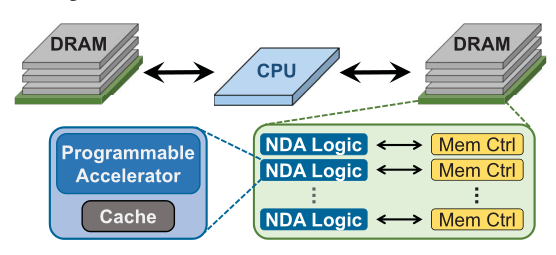 DRAM
CPU
DRAM
Programmable
Accelerator
Cache
NDA Logic
Mem Ctrl
NDA Logic
Mem Ctrl
NDA Logic
Mem Ctrl